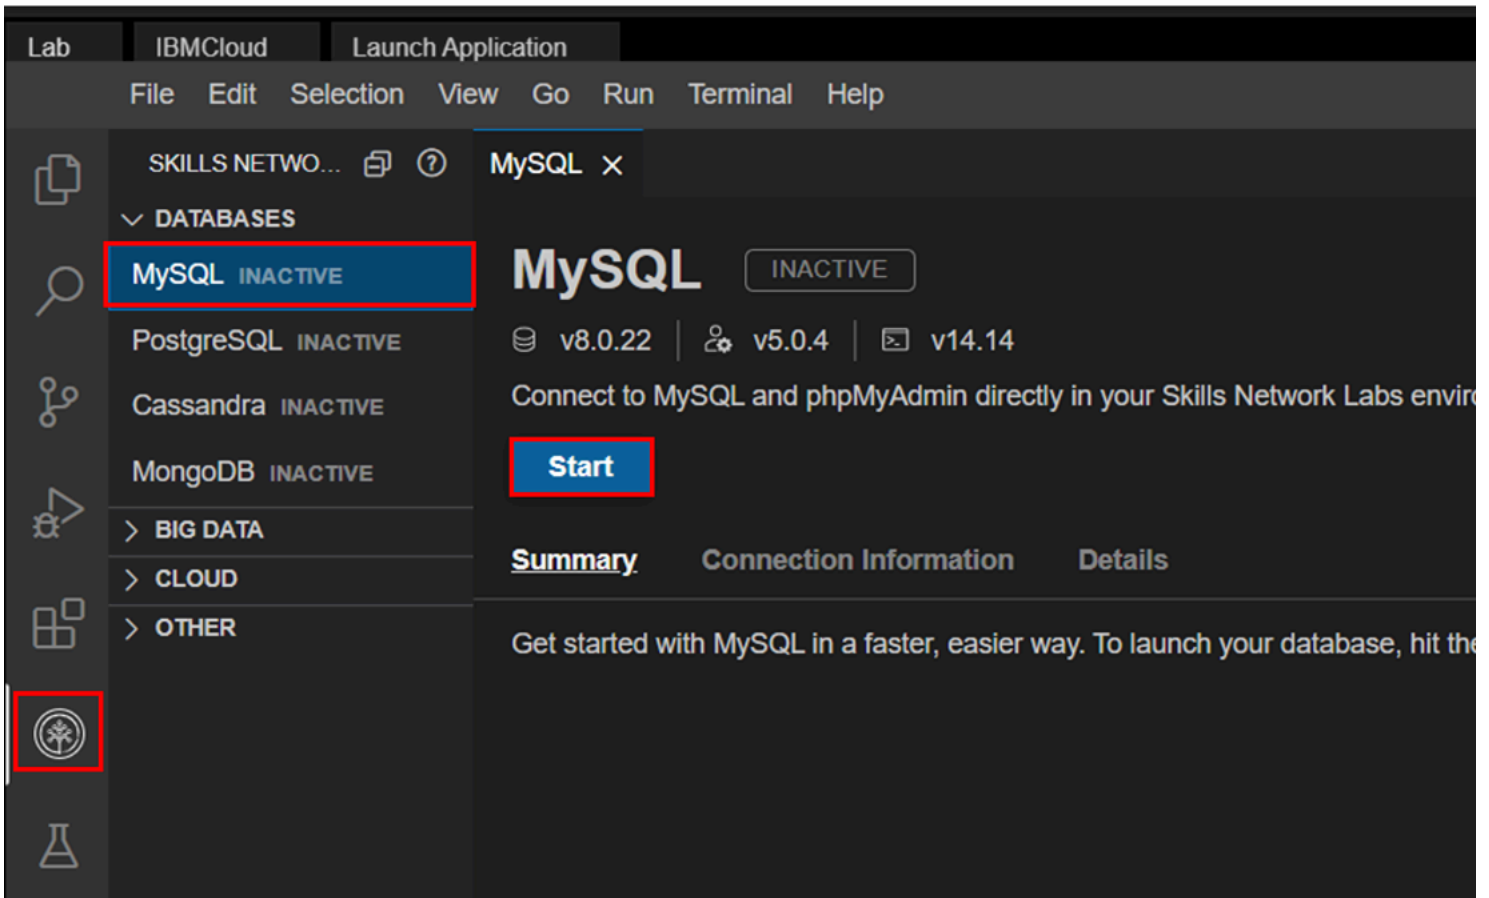 Lab IBMCloud Launch Application
File Edit Selection View Go Run Terminal Help
SKILLS NETWO...
MySQL
DATABASES
MySQL INACTIVE
PostgreSQL INACTIVE
Cassandra INACTIVE
MongoDB INACTIVE
BIG DATA
CLOUD
OTHER
MySQL INACTIVE
v8.0.22 v5.0.4 v14.14
Connect to MySQL and phpMyAdmin directly in your Skills Network Labs
Start
Summary Connection Information Details
Get started with MySQL in a faster, easier way. To launch your database, hit